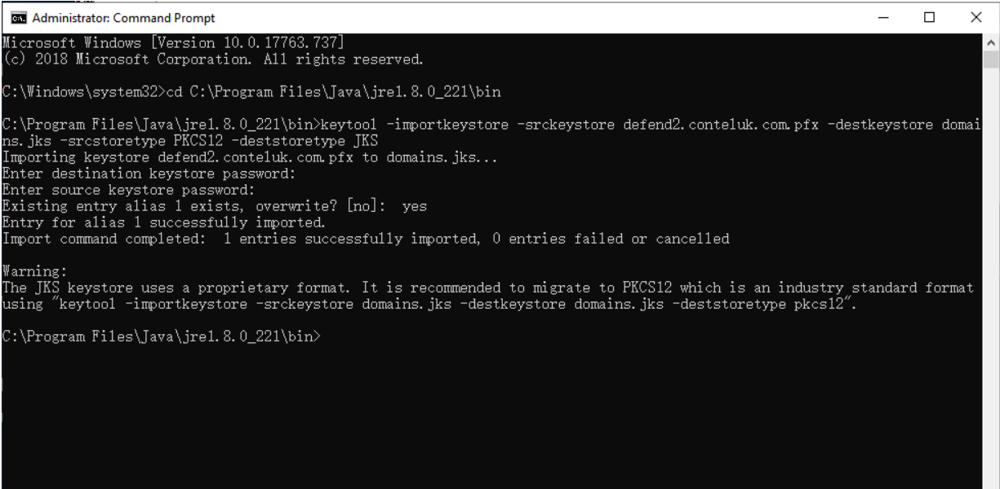 Administrator: Command Prompt
Microsoft Windows [Version 10.0.17763.737]
(c) 2018 Microsoft Corporation. All rights reserved.
C:\Windows\system32>cd C:\Program Files\Java\jre1.8.0_221\bin
C:\Program Files\Java\jre1.8.0_221\bin>keytool -importkeystore -srckeystore defend2.conteluk.com.pfx -destkeystore domai
ns.jks -srcstoretype PKCS12 -deststoretype JKS
Importing keystore defend2.conteluk.com.pfx to domains.jks...
Enter destination keystore password:
Enter source keystore password:
Existing entry alias 1 exists, overwrite? [no]:  yes
Entry for alias 1 successfully imported.
Import command completed:  1 entries successfully imported, 0 entries failed or cancelled
Warning:
The JKS keystore uses a proprietary format. It is recommended to migrate to PKCS12 which is an industry standard format
using "keytool -importkeystore -srckeystore domains.jks -destkeystore domains.jks -deststoretype pkcs12".
C:\Program Files\Java\jre1.8.0_221\bin>